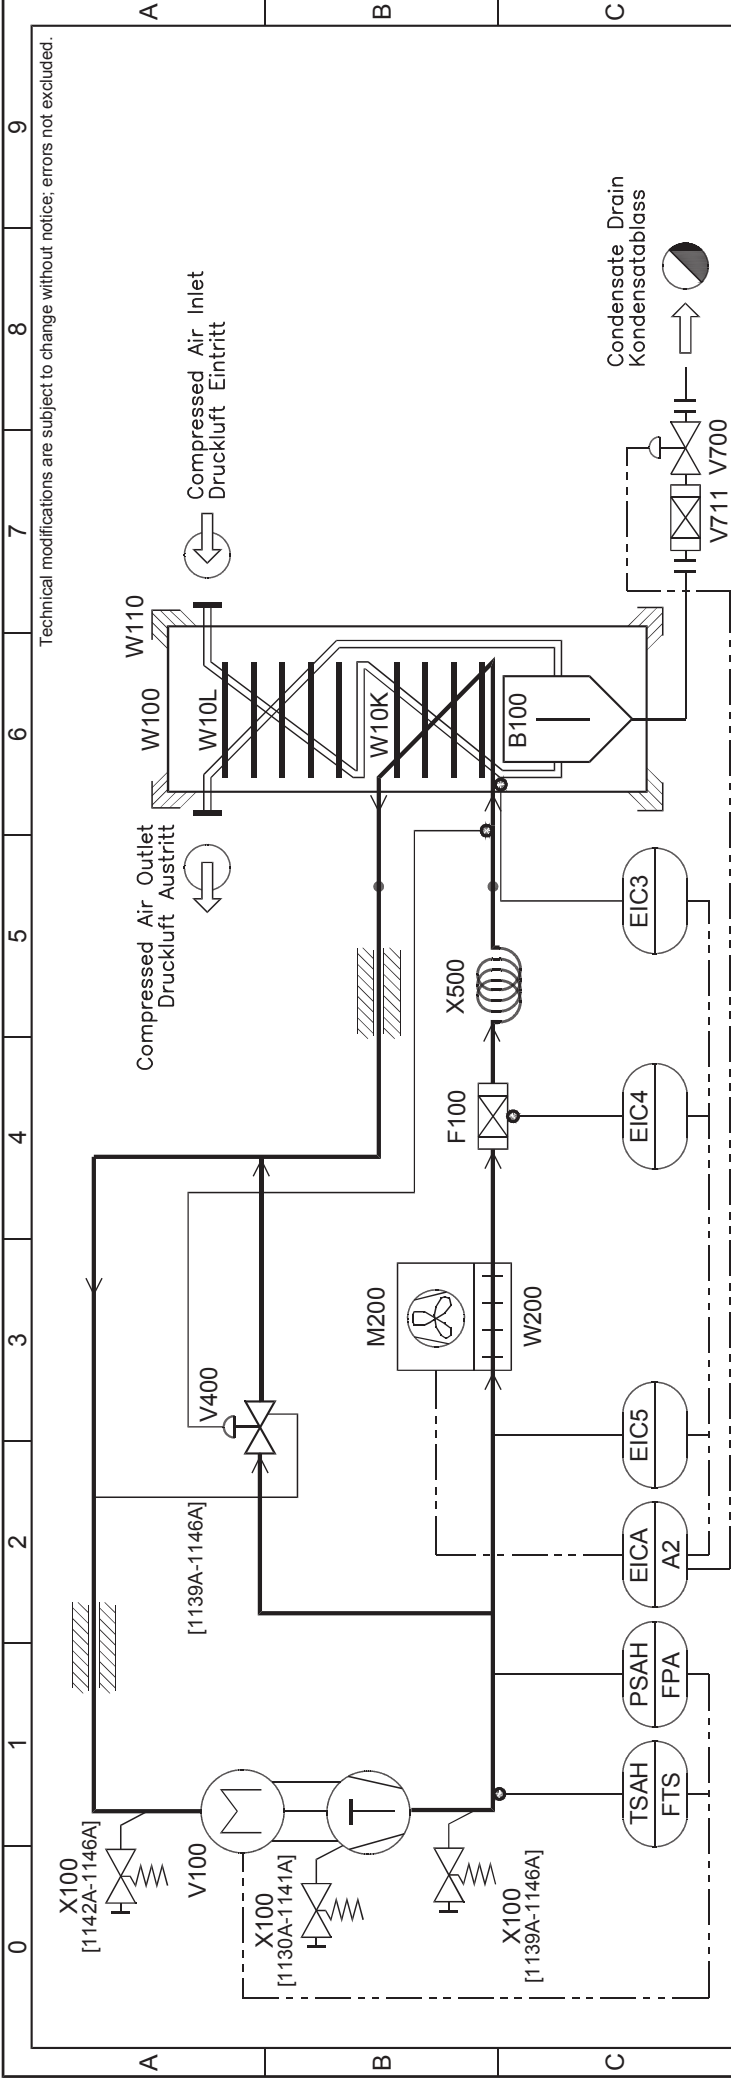 0 1 2 3 4 5 6 7 8 9
A
B
C
A
B
C
Technical modifications are subject to change without notice; errors not excluded.
X100
[1142A-1146A]
V100
X100
[1130A-1141A]
X100
[1139A-1146A]
[1139A-1146A]
V400
M200
W200
F100
X500
Compressed Air Outlet
Druckluft Austritt
W100
W110
W10L
W10K
B100
Compressed Air Inlet
Druckluft Eintritt
Condensate Drain
Kondensatablass
V711
V700
TSAH
FTS
PSAH
FPA
EICA
A2
EIC5
EIC4
EIC3